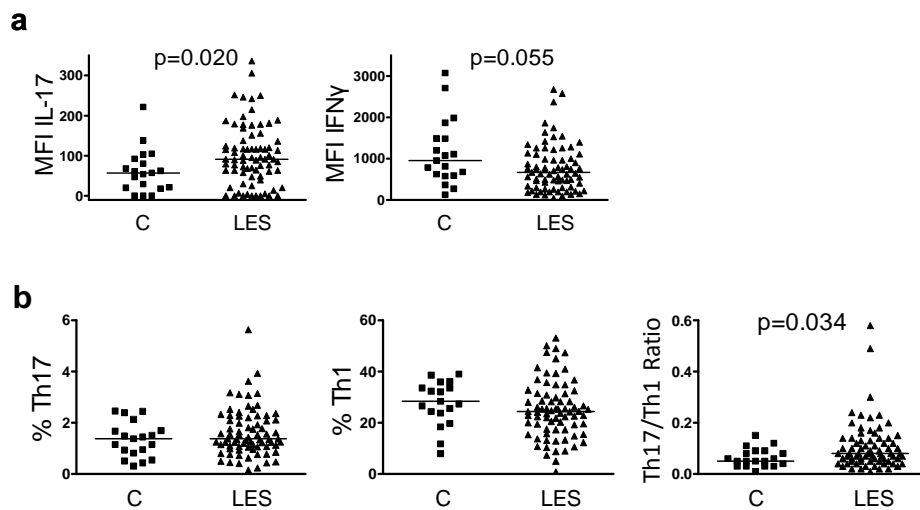 a
p=0.020
p=0.055
MFI IL-17
300
200
100
0
C
LES
MFI IFNγ
3000
2000
1000
0
C
LES
b
% Th17
6
4
2
0
C
LES
% Th1
60
40
20
0
C
LES
p=0.034
Th17/Th1 Ratio
0.6
0.4
0.2
0.0
C
LES